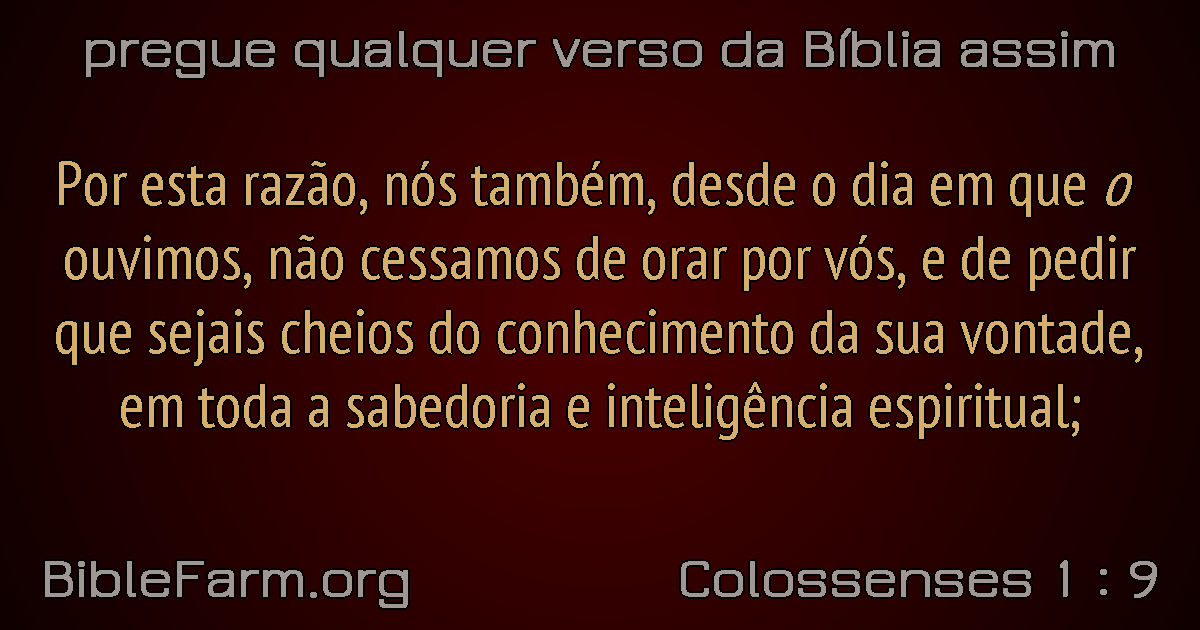 pregue qualquer verso da Bíblia assim
Por esta razão, nós também, desde o dia em que o
ouvimos, não cessamos de orar por vós, e de pedir
que sejais cheios do conhecimento da sua vontade,
em toda a sabedoria e inteligência espiritual;
BibleFarm.org
Colossenses 1 : 9